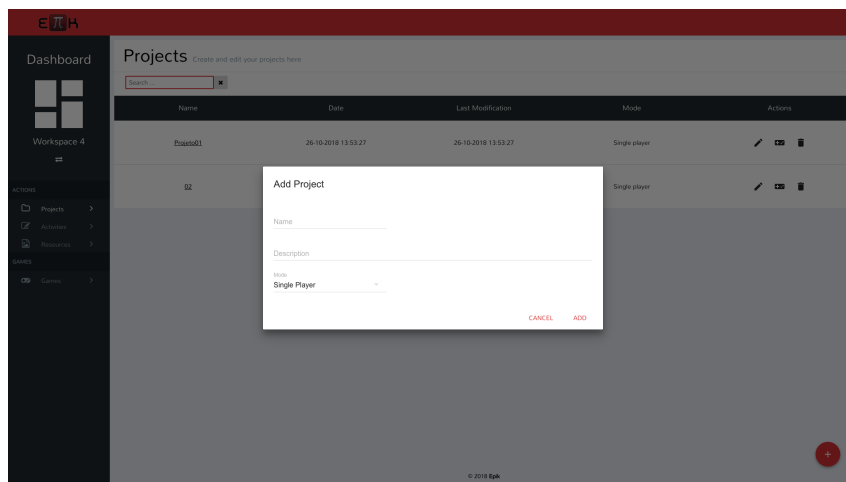 EπK
Dashboard
Projects Create and edit your projects here
Search...
Name Date Last Modification Mode Actions
Workspace 4
Projeto01 26-10-2018 13:53:27 26-10-2018 13:53:27 Single player
Add Project
02 Single player
ACTIONS
Projects
Name
Activities
Resources
Description
GAMES
Mode
Games
Single Player
CANCEL ADD
© 2018 Epik